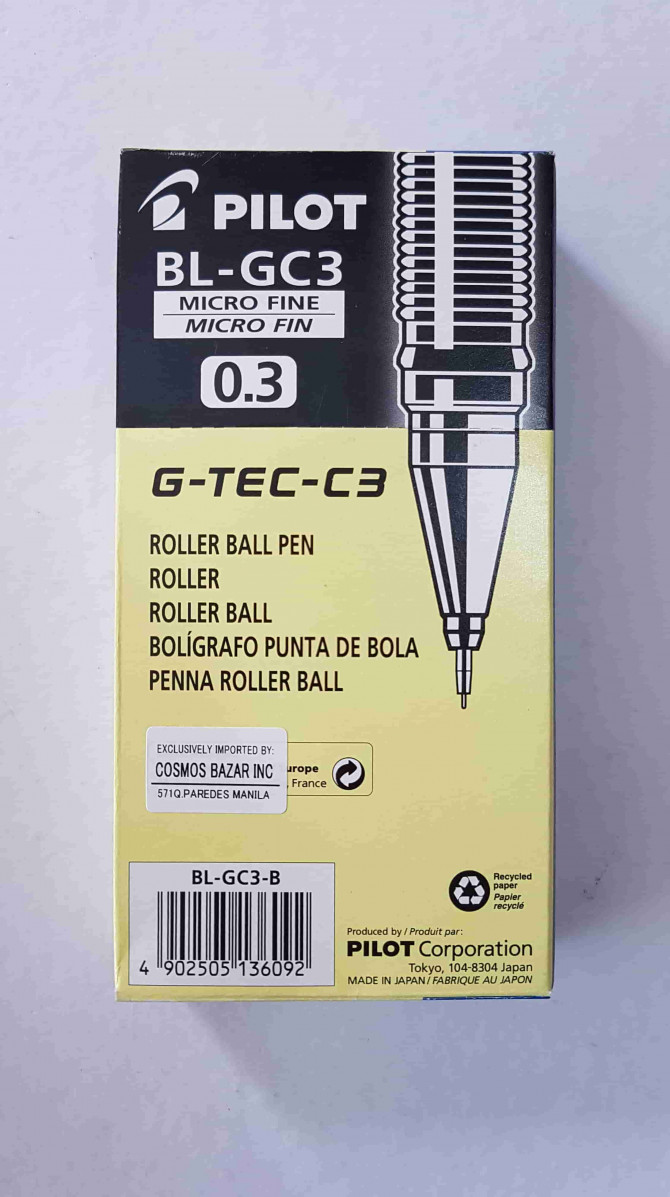 PILOT
BL-GC3
MICRO FINE
MICRO FIN
0.3
G-TEC-C3
ROLLER BALL PEN
ROLLER
ROLLER BALL
BOLÍGRAFO PUNTA DE BOLA
PENNA ROLLER BALL
EXCLUSIVELY IMPORTED BY:
COSMOS BAZAR INC
571Q.PAREDES MANILA
, France
BL-GC3-B
4 902505 136092
Recycled
paper
Papier
recyclé
Produced by / Produit par:
PILOT Corporation
Tokyo, 104-8304 Japan
MADE IN JAPAN / FABRIQUE AU JAPON